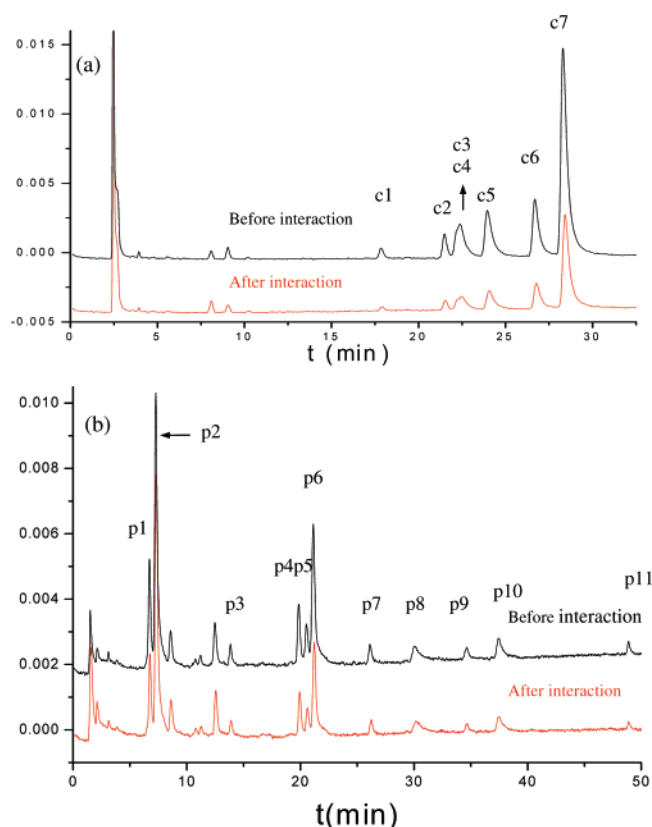 (a)
c7
0.015
0.010
0.005
0.000
-0.005
c3
c4
c6
c1
c2
c5
Before interaction
After interaction
0 5 10 15 20 25 30
t (min)
(b)
0.010
0.008
0.006
0.004
0.002
0.000
p2
p6
p1
p4p5
p3
p7
p8
p9
p10
p11
Before interaction
After interaction
0 10 20 30 40 50
t(min)